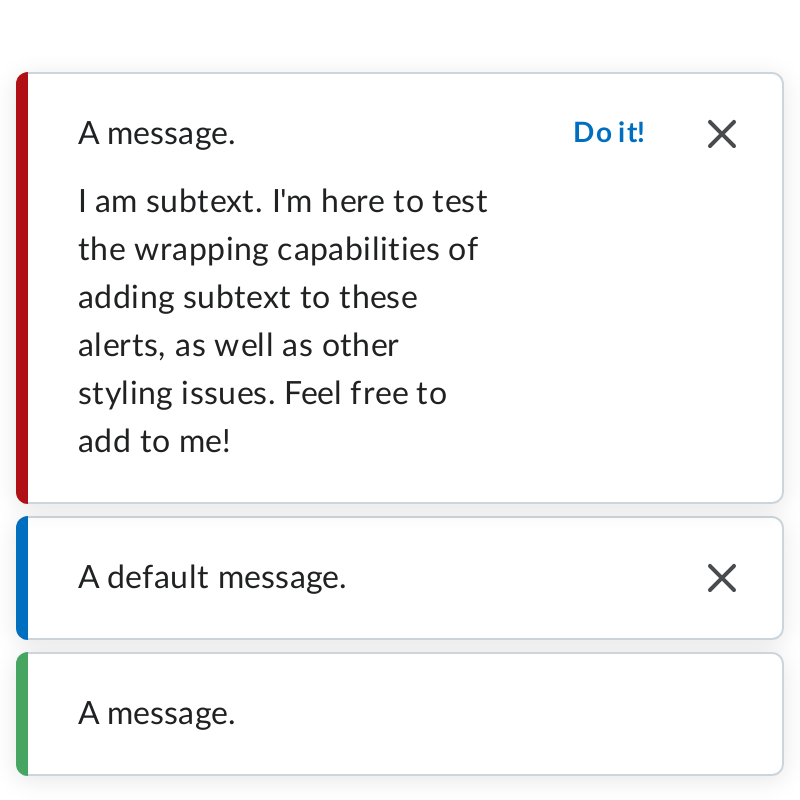 A message.
Do it!
I am subtext. I'm here to test
the wrapping capabilities of
adding subtext to these
alerts, as well as other
styling issues. Feel free to
add to me!
A default message.
A message.